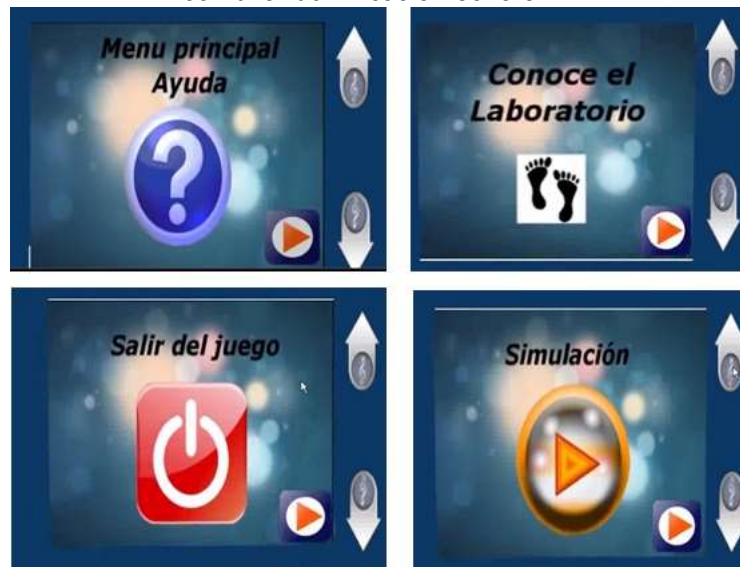 Menu principal
Ayuda
?
Conoce el
Laboratorio
Salir del juego
Simulación